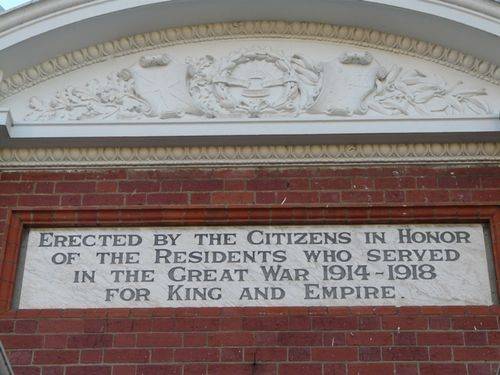 Erected by the Citizens in Honor
of the Residents who served
in the Great War 1914-1918
for King and Empire.